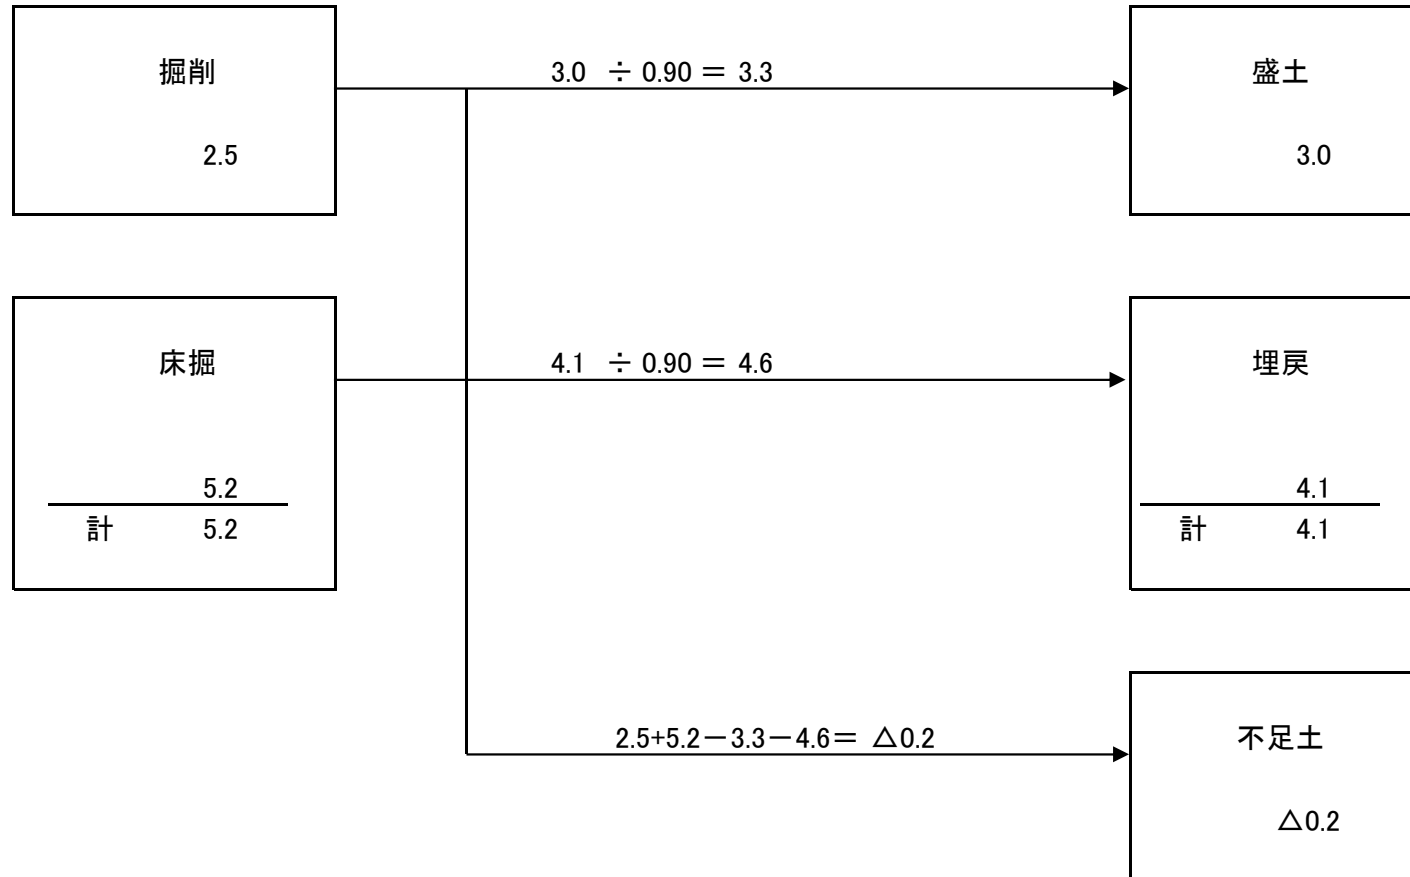 掘削
3.0 ÷ 0.90 = 3.3
盛土
2.5
3.0
床掘
4.1 ÷ 0.90 = 4.6
埋戻
5.2
計 5.2
4.1
計 4.1
2.5+5.2-3.3-4.6= △0.2
不足土
△0.2